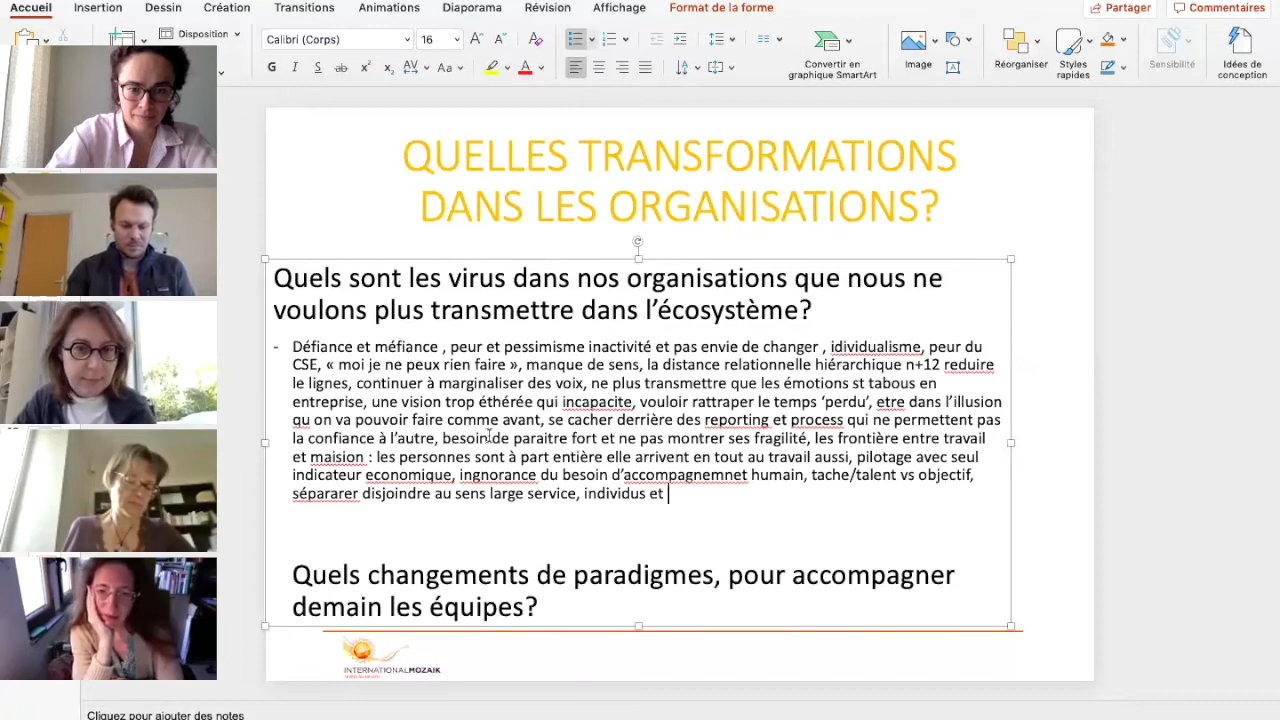 Accueil Insertion Dessin Création Transitions Animations Diaporama Révision Affichage Format de la forme Partager Commentaires
Disposition Calibri (Corps) 16
G I S ab x² x₂ AV Aa A
Convertir en graphique SmartArt
Image
Réorganiser
Styles rapides
Sensibilité
Idées de conception
QUELLES TRANSFORMATIONS
DANS LES ORGANISATIONS?
Quels sont les virus dans nos organisations que nous ne
voulons plus transmettre dans l’écosystème?
- Défiance et méfiance , peur et pessimisme inactivité et pas envie de changer , idividualisme, peur du
CSE, « moi je ne peux rien faire », manque de sens, la distance relationnelle hiérarchique n+12 reduire
le lignes, continuer à marginaliser des voix, ne plus transmettre que les émotions st tabous en
entreprise, une vision trop éthérée qui incapacite, vouloir rattraper le temps ‘perdu’, etre dans l’illusion
qu on va pouvoir faire comme avant, se cacher derrière des reporting et process qui ne permettent pas
la confiance à l’autre, besoin de paraitre fort et ne pas montrer ses fragilité, les frontière entre travail
et maision : les personnes sont à part entière elle arrivent en tout au travail aussi, pilotage avec seul
indicateur economique, ingnorance du besoin d’accompagnemnet humain, tache/talent vs objectif,
sépararer disjoindre au sens large service, individus et
Quels changements de paradigmes, pour accompagner
demain les équipes?
INTERNATIONALMOZAIK
Cliquez pour ajouter des notes